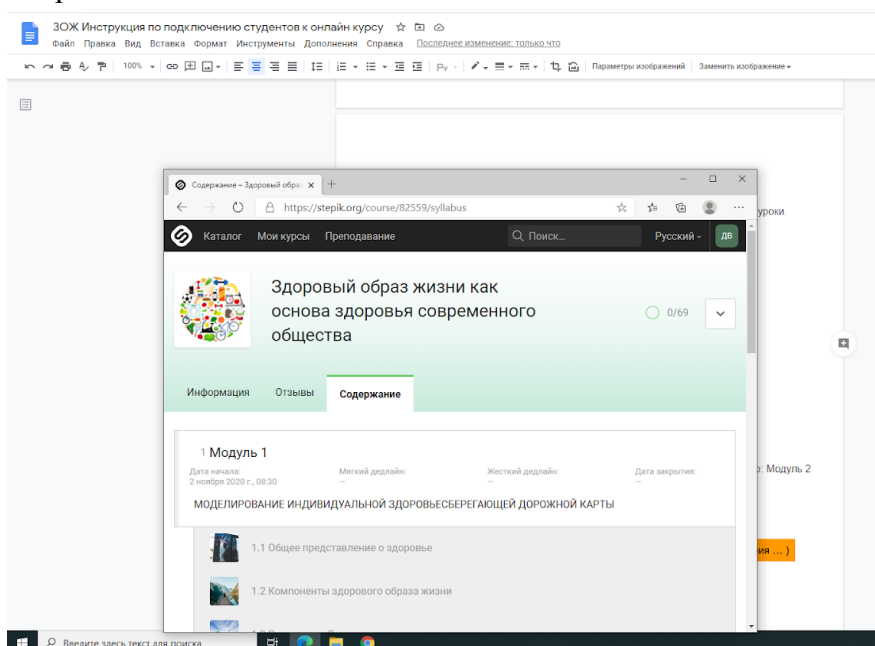 ЗОЖ Инструкция по подключению студентов к онлайн курсу
Файл Правка Вид Вставка Формат Инструменты Дополнения Справка Последнее изменение: только что
100% Параметры изображений Заменить изображение
Содержание – Здоровый образ
https://stepik.org/course/82559/syllabus
уроки.
Каталог Мои курсы Преподавание Поиск... Русский ДВ
Здоровый образ жизни как
основа здоровья современного
общества
0/69
Информация Отзывы Содержание
1 Модуль 1
Дата начала: Мягкий дедлайн: Жесткий дедлайн: Дата закрытия:
2 ноября 2020 г., 08:30 – – –
: Модуль 2
МОДЕЛИРОВАНИЕ ИНДИВИДУАЛЬНОЙ ЗДОРОВЬЕСБЕРЕГАЮЩЕЙ ДОРОЖНОЙ КАРТЫ
1.1 Общее представление о здоровье
ия ... )
1.2 Компоненты здорового образа жизни
Введите здесь текст для поиска